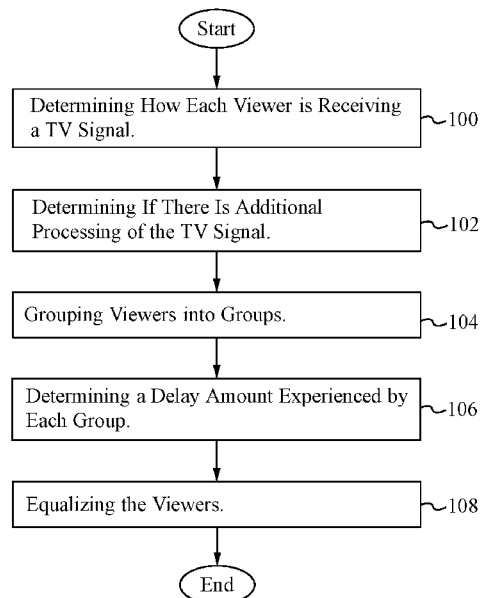 Start
Determining How Each Viewer is Receiving
a TV Signal.
100
Determining If There Is Additional
Processing of the TV Signal.
102
Grouping Viewers into Groups.
104
Determining a Delay Amount Experienced by
Each Group.
106
Equalizing the Viewers.
108
End